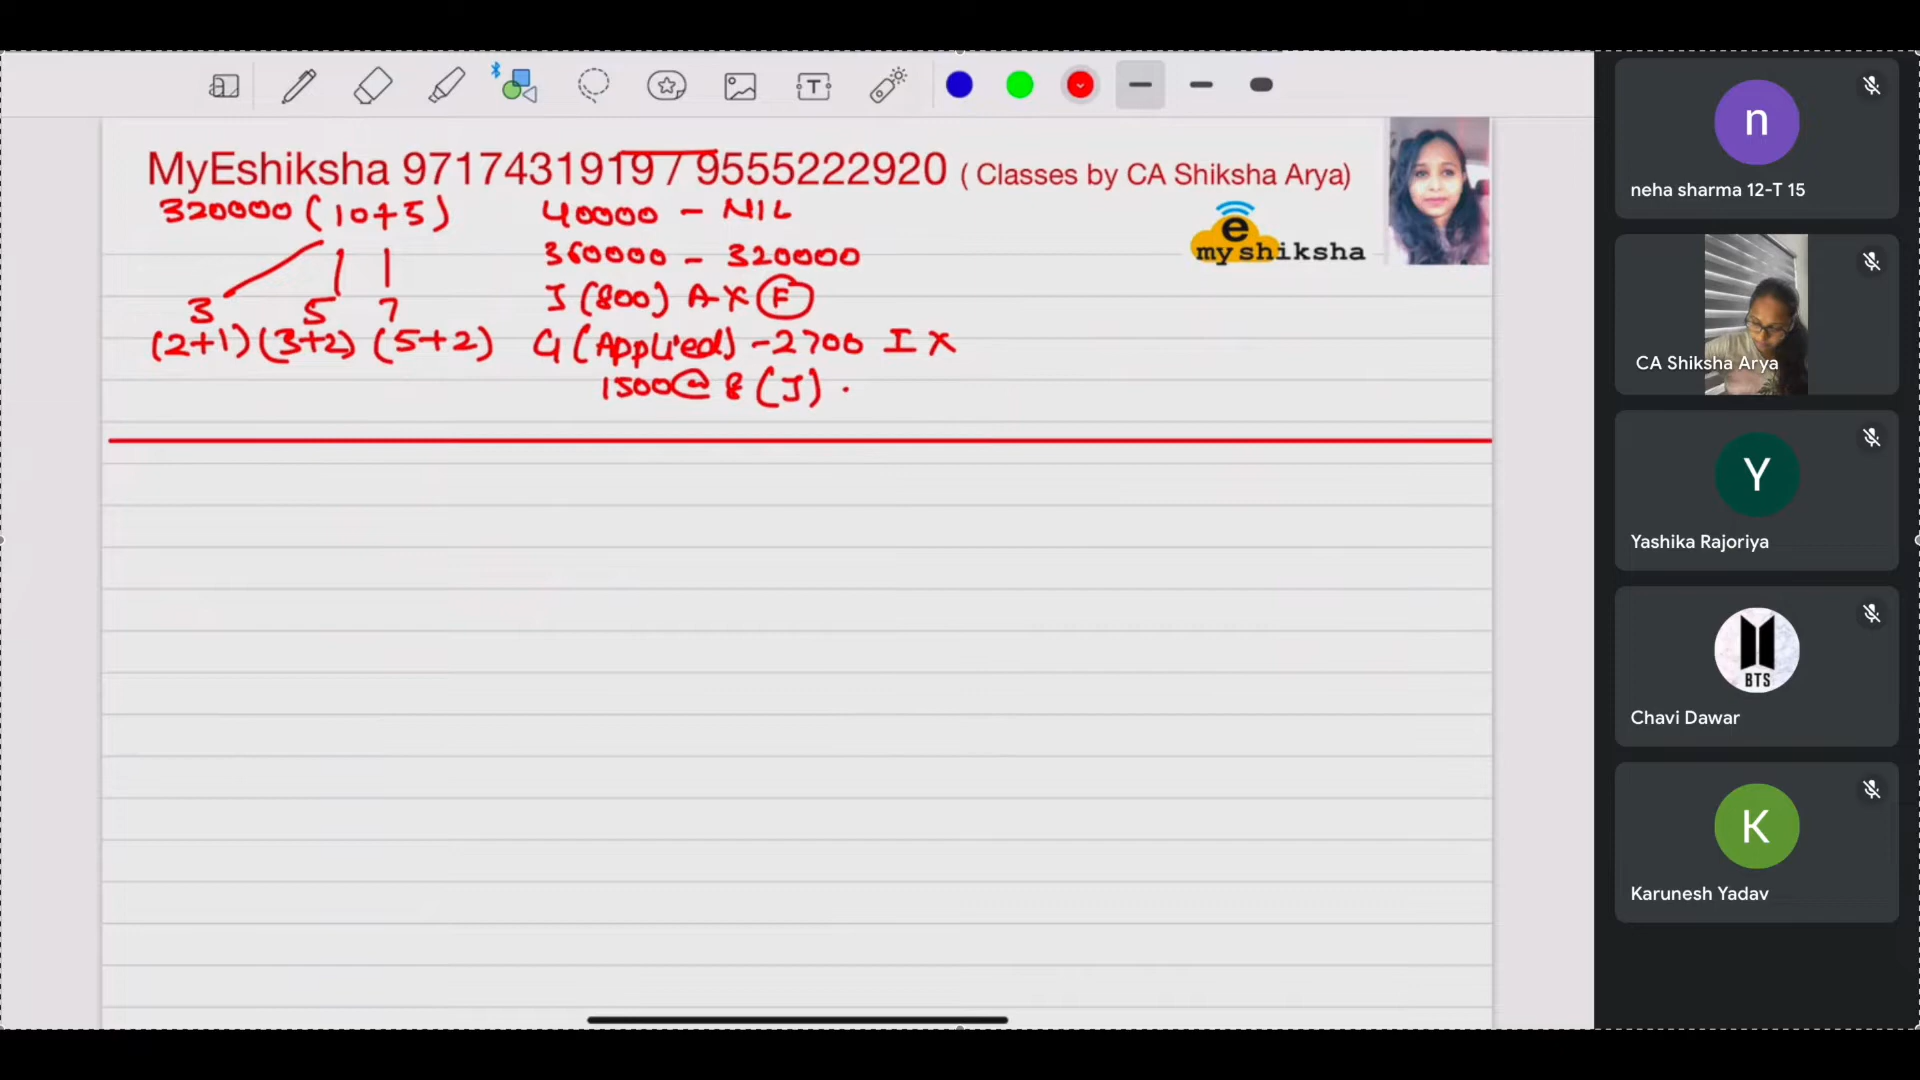 MyEshiksha 9717431919 / 9555222920 ( Classes by CA Shiksha Arya)
e
my shiksha
320000 (10+5)
3 5 7
(2+1) (3+2) (5+2)
40000 - NIL
360000 - 320000
J (800) A X F
G (Applied) - 2700 I X
1500@ 8 (J) .
n
neha sharma 12-T 15
CA Shiksha Arya
Y
Yashika Rajoriya
BTS
Chavi Dawar
K
Karunesh Yadav